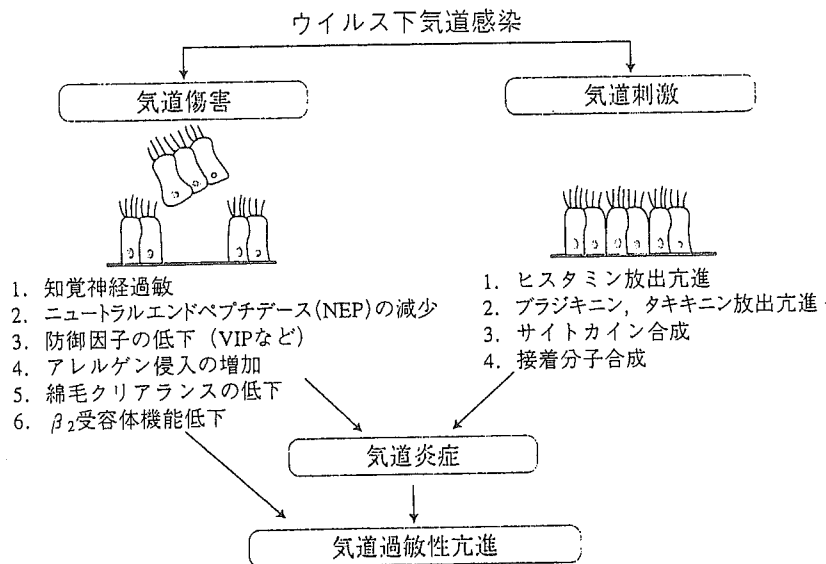 ウイルス下気道感染
気道傷害
気道刺激
1. 知覚神経過敏
2. ニュートラルエンドペプチデース(NEP)の減少
3. 防御因子の低下（VIPなど）
4. アレルゲン侵入の増加
5. 綿毛クリアランスの低下
6. β₂受容体機能低下
1. ヒスタミン放出亢進
2. ブラジキニン，タキキニン放出亢進
3. サイトカイン合成
4. 接着分子合成
気道炎症
気道過敏性亢進